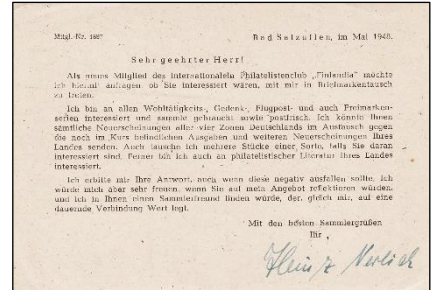 Mitgl.-Nr. 1887
Bad Salzuflen, im Mai 1948.
Sehr geehrter Herr!
Als neues Mitglied des internationalein Philatelistenclub „Finlandia" möchte
ich hiermit anfragen ob Sie interessiert wären, mit mir in Briefmarkentausch
zu treten.
Ich bin an allen Wohltätigkeits-, Gedenk-, Flugpost- und auch Freimarken-
serien interessiert und sammle gebraucht sowie postfrisch. Ich könnte Ihnen
sämtliche Neuerscheinungen aller vier Zonen Deutschlands im Austausch gegen
die noch im Kurs befindlichen Ausgaben und weiteren Neuerscheinungen Ihres
Landes senden. Auch tausche ich mehrere Stücke einer Sorte, falls Sie daran
interessiert sind. Ferner bin ich auch an philatelistischer Literatur Ihres Landes
interessiert.
Ich erbitte mir Ihre Antwort, auch wenn diese negativ ausfallen sollte. Ich
würde mich aber sehr freuen, wenn Sie auf mein Angebot reflektieren würden,
und ich in Ihnen einen Sammlerfreund finden würde, der, gleich mir, auf eine
dauernde Verbindung Wert legt.
Mit den besten Sammlergrüßen
Ihr
Heinz